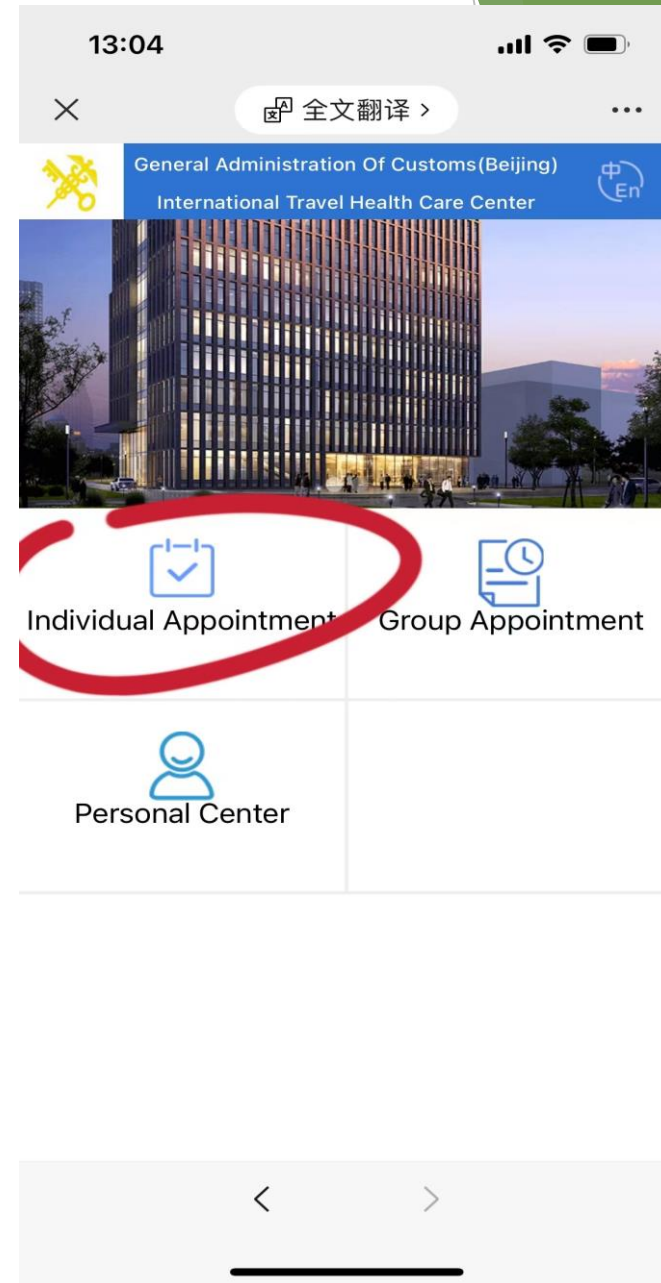 13:04
全文翻译
General Administration Of Customs(Beijing)
International Travel Health Care Center
中
En
Individual Appointment
Group Appointment
Personal Center